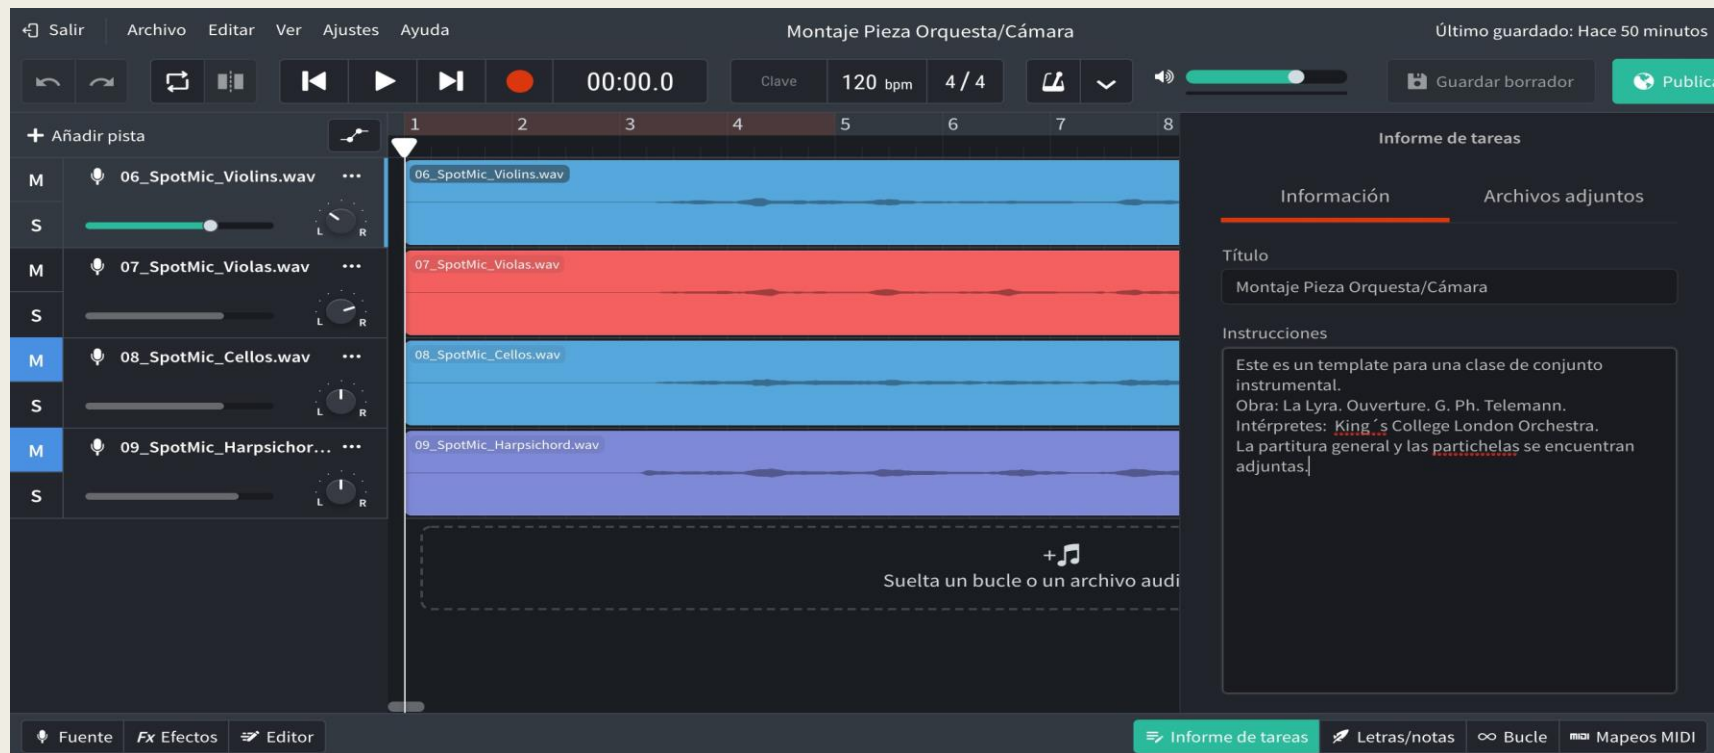 Salir Archivo Editar Ver Ajustes Ayuda Montaje Pieza Orquesta/Cámara Último guardado: Hace 50 minutos
00:00.0 Clave 120 bpm 4 / 4 Guardar borrador Public
+ Añadir pista
1 2 3 4 5 6 7 8
M 06_SpotMic_Violins.wav ...
S L R
M 07_SpotMic_Violas.wav ...
S L R
M 08_SpotMic_Cellos.wav ...
S L R
M 09_SpotMic_Harpsichor... ...
S L R
06_SpotMic_Violins.wav
07_SpotMic_Violas.wav
08_SpotMic_Cellos.wav
09_SpotMic_Harpsichord.wav
+
Suelta un bucle o un archivo audi
Informe de tareas
Información Archivos adjuntos
Título
Montaje Pieza Orquesta/Cámara
Instrucciones
Este es un template para una clase de conjunto
instrumental.
Obra: La Lyra. Ouverture. G. Ph. Telemann.
Intérpretes: King´s College London Orchestra.
La partitura general y las partichelas se encuentran
adjuntas.
Fuente Fx Efectos Editor Informe de tareas Letras/notas Bucle MIDI Mapeos MIDI